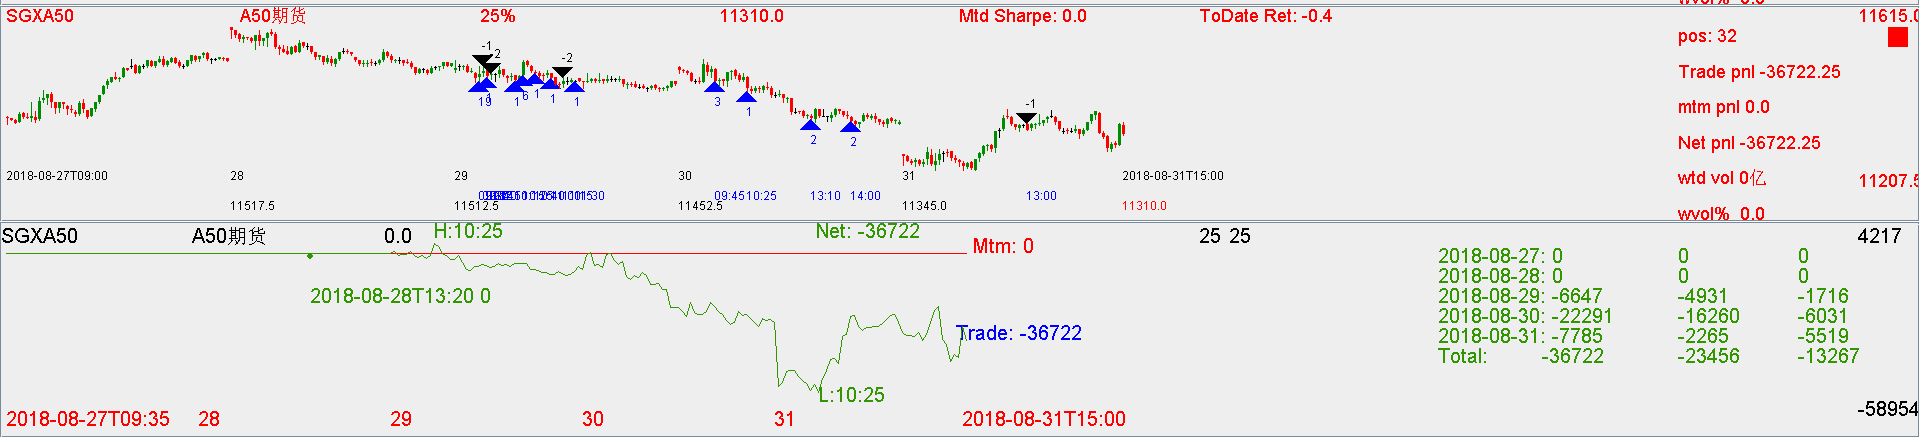 wvol% 0.0
SGXA50 A50期货 25% 11310.0 Mtd Sharpe: 0.0 ToDate Ret: -0.4 11615.0
pos: 32
-1
2
-2
Trade pnl -36722.25
19 1 6 1 1 1 3 1 -1
mtm pnl 0.0
2 2
Net pnl -36722.25
2018-08-27T09:00 28 29 30 31 2018-08-31T15:00
wtd vol 0亿 11207.5
09:45 10:25 13:10 14:00 13:00
11517.5 11512.5 11452.5 11345.0 11310.0
wvol% 0.0
SGXA50 A50期货 0.0 H:10:25 Net: -36722 25 25 4217
Mtm: 0
2018-08-27: 0 0 0
2018-08-28: 0 0 0
2018-08-28T13:20 0
2018-08-29: -6647 -4931 -1716
2018-08-30: -22291 -16260 -6031
Trade: -36722
2018-08-31: -7785 -2265 -5519
Total: -36722 -23456 -13267
L:10:25
-58954
2018-08-27T09:35 28 29 30 31 2018-08-31T15:00